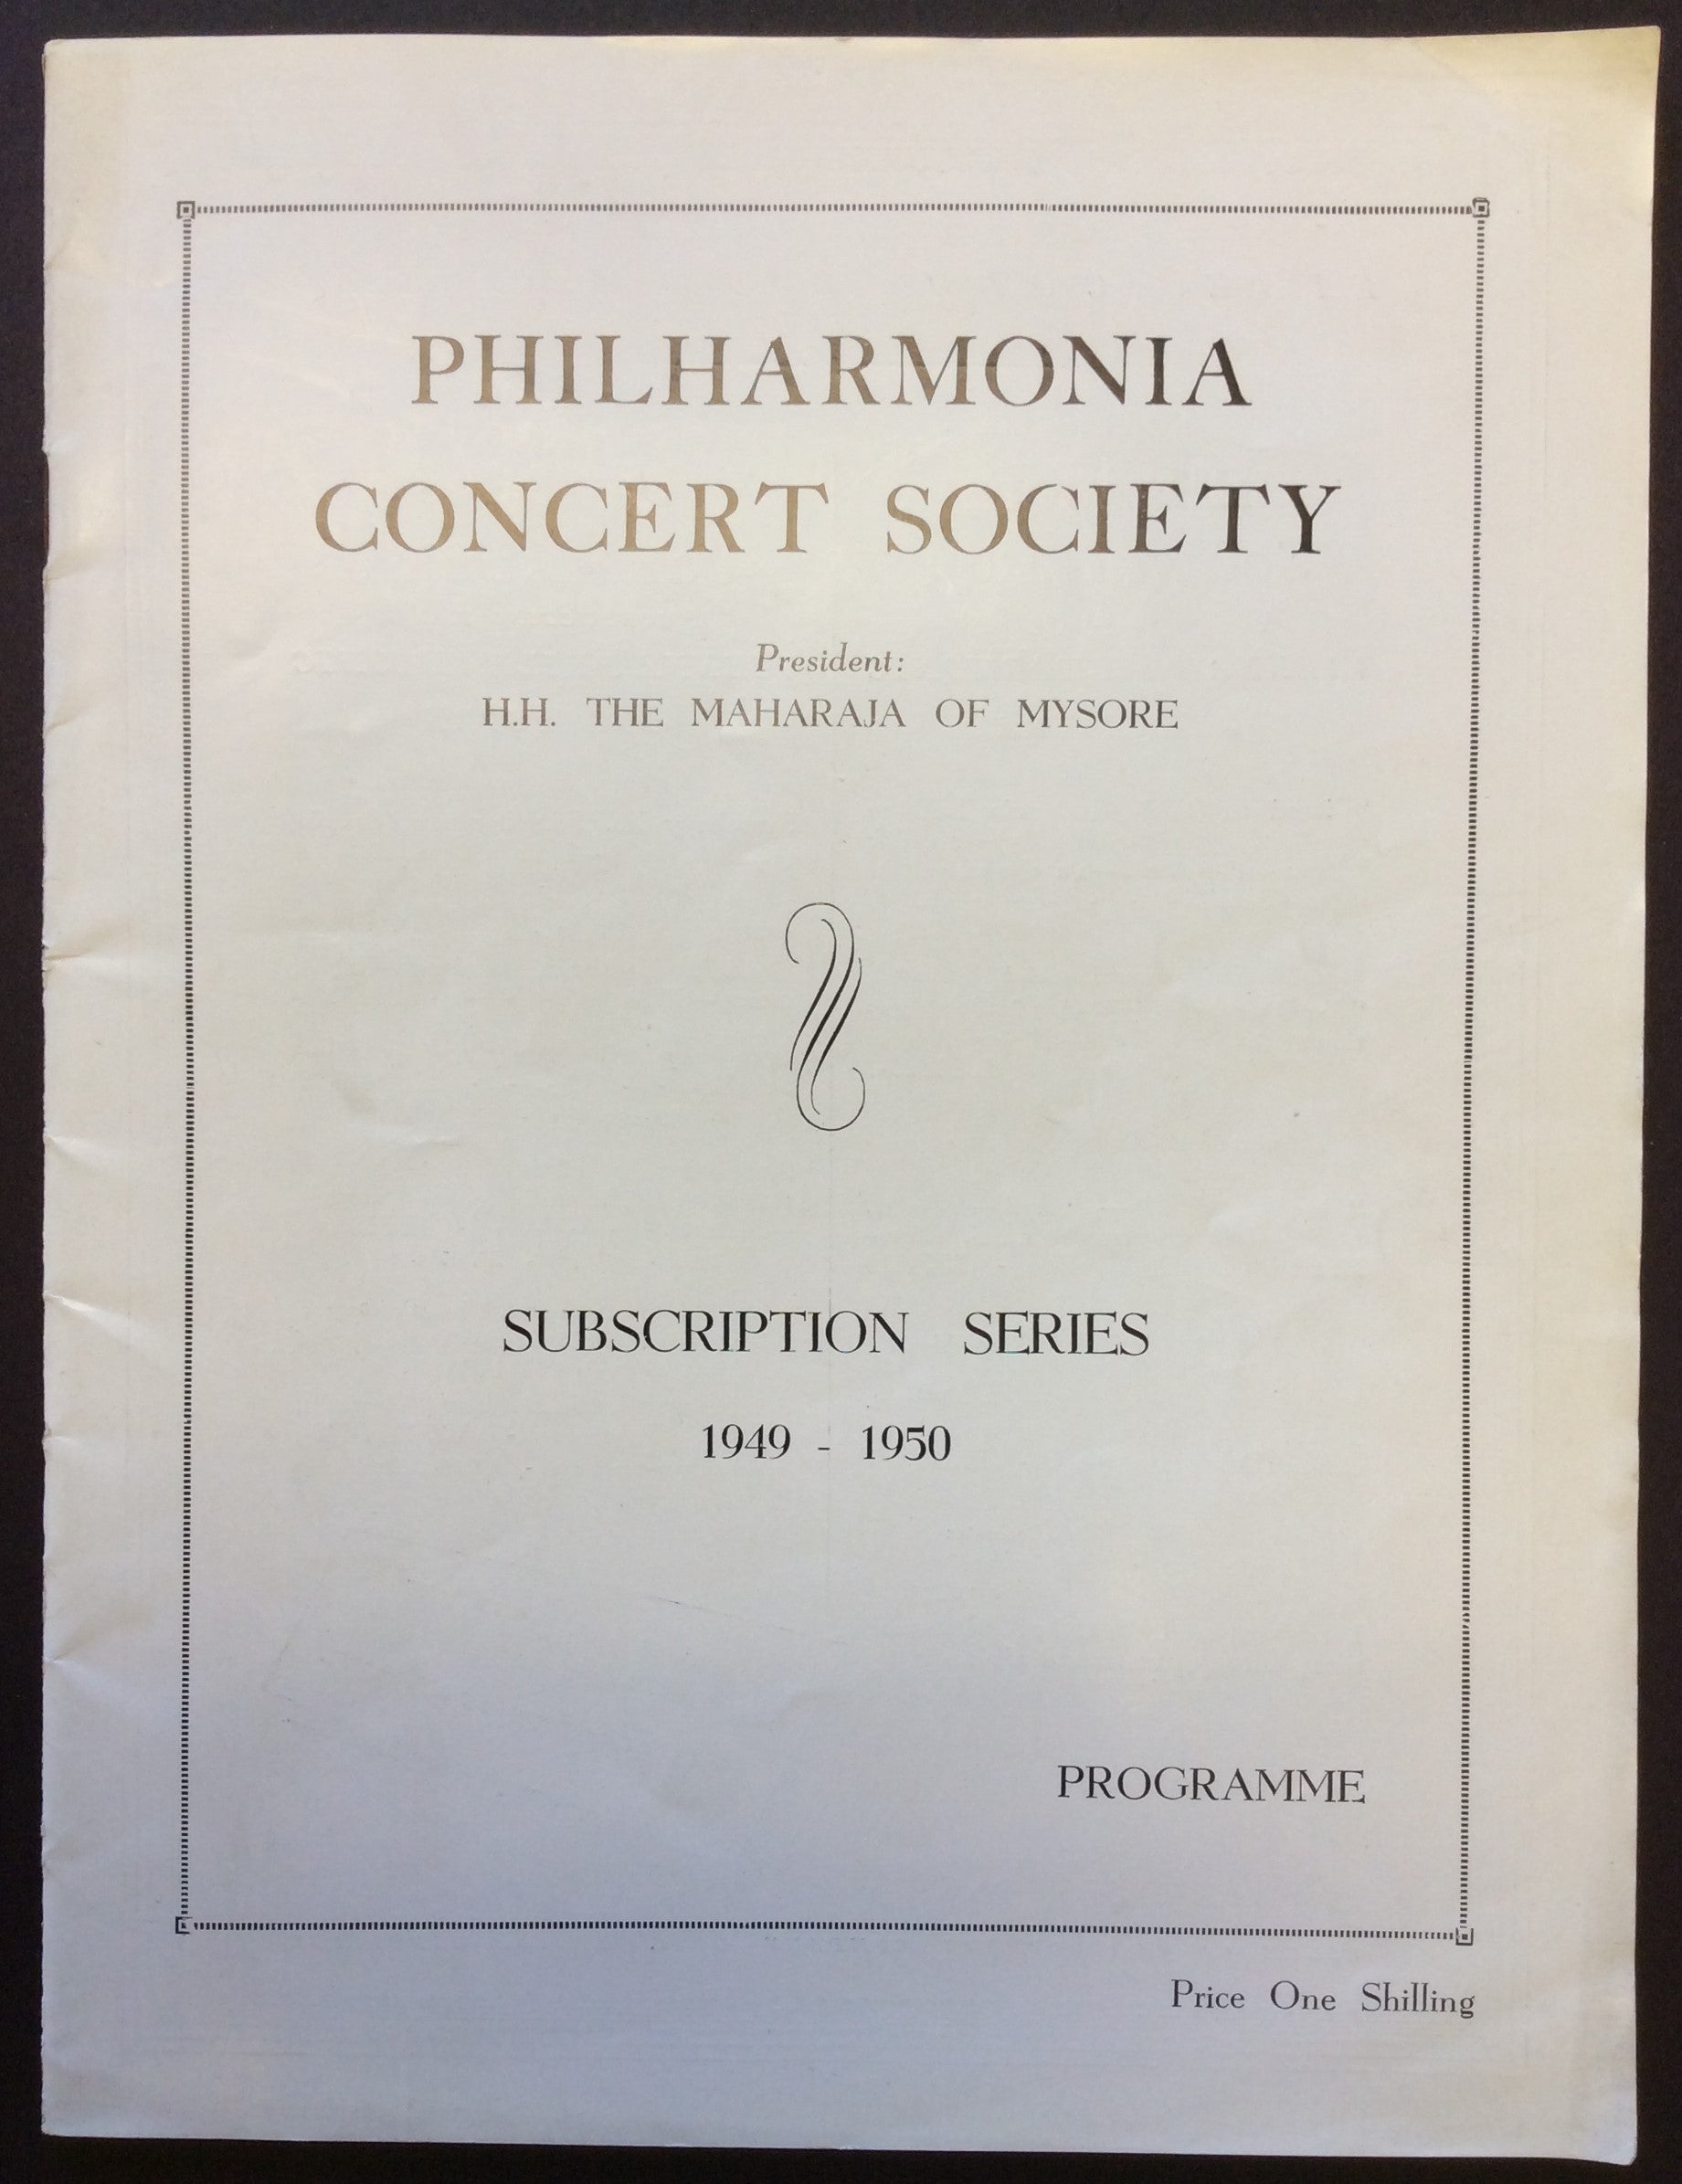 PHILHARMONIA
CONCERT SOCIETY
President:
H.H. THE MAHARAJA OF MYSORE
SUBSCRIPTION SERIES
1949 - 1950
PROGRAMME
Price One Shilling